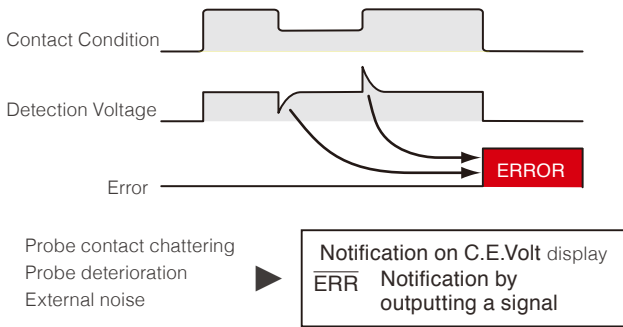 Contact Condition
Detection Voltage
Error
ERROR
Probe contact chattering
Probe deterioration
External noise
Notification on C.E.Volt display
ERR Notification by
outputting a signal